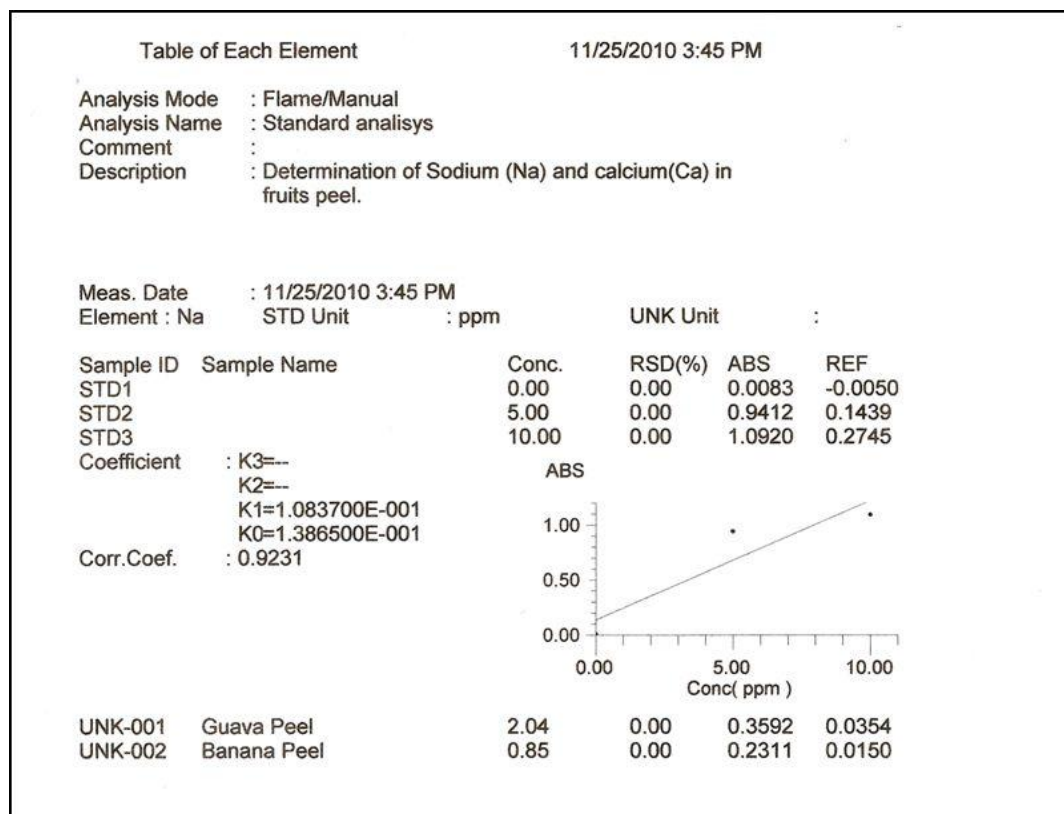 Table of Each Element 11/25/2010 3:45 PM
Analysis Mode : Flame/Manual
Analysis Name : Standard analisys
Comment :
Description : Determination of Sodium (Na) and calcium(Ca) in
fruits peel.
Meas. Date : 11/25/2010 3:45 PM
Element : Na STD Unit : ppm UNK Unit :
Sample ID Sample Name Conc. RSD(%) ABS REF
STD1 0.00 0.00 0.0083 -0.0050
STD2 5.00 0.00 0.9412 0.1439
STD3 10.00 0.00 1.0920 0.2745
Coefficient : K3=--
K2=--
K1=1.083700E-001
K0=1.386500E-001
Corr.Coef. : 0.9231
ABS
1.00
0.50
0.00
0.00 5.00 10.00
Conc( ppm )
UNK-001 Guava Peel 2.04 0.00 0.3592 0.0354
UNK-002 Banana Peel 0.85 0.00 0.2311 0.0150